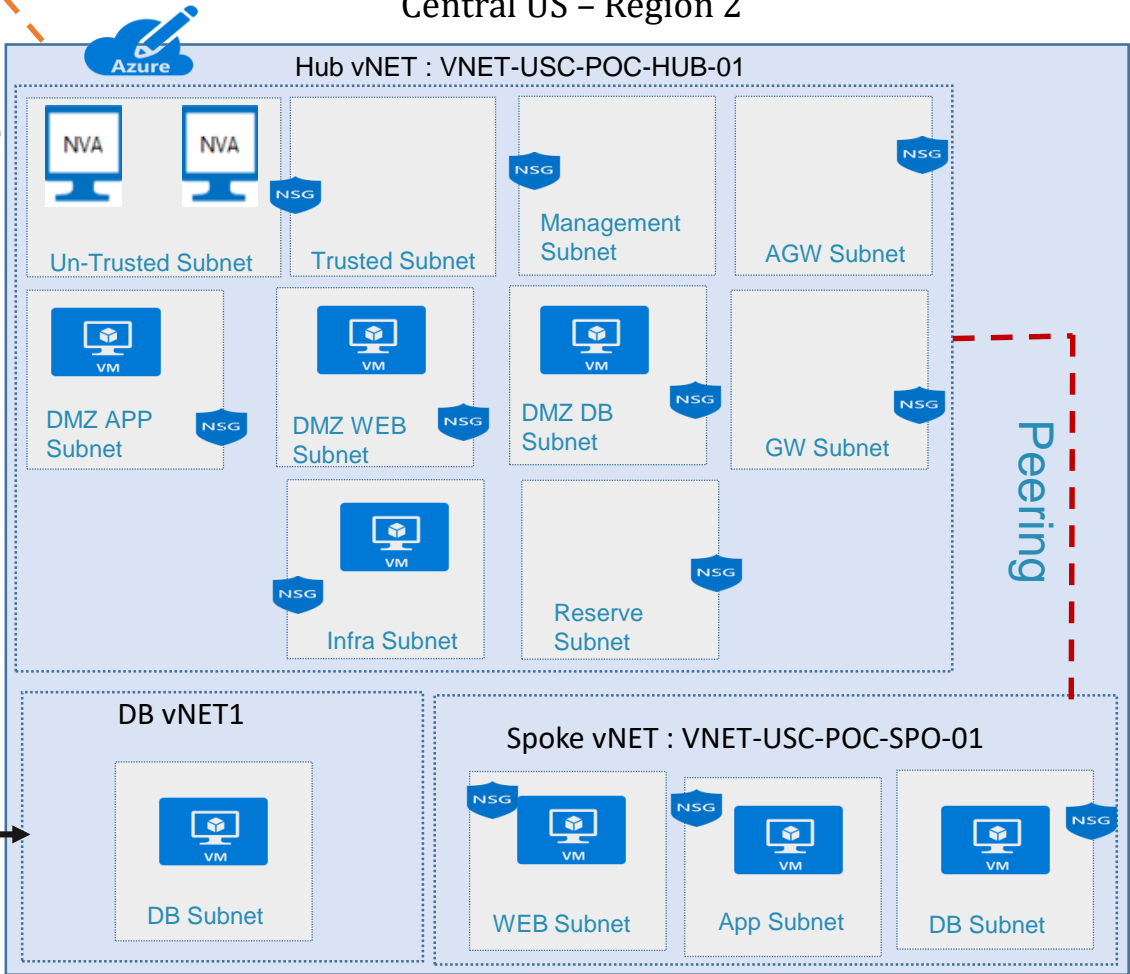 Central US – Region 2
Azure
Hub vNET : VNET-USC-POC-HUB-01
NVA
NVA
NSG
NSG
NSG
Un-Trusted Subnet
Trusted Subnet
Management
Subnet
AGW Subnet
VM
VM
VM
DMZ APP
Subnet
NSG
DMZ WEB
Subnet
NSG
DMZ DB
Subnet
NSG
GW Subnet
NSG
Peering
VM
NSG
Infra Subnet
NSG
Reserve
Subnet
DB vNET1
VM
DB Subnet
Spoke vNET : VNET-USC-POC-SPO-01
NSG
VM
WEB Subnet
NSG
VM
App Subnet
NSG
VM
DB Subnet